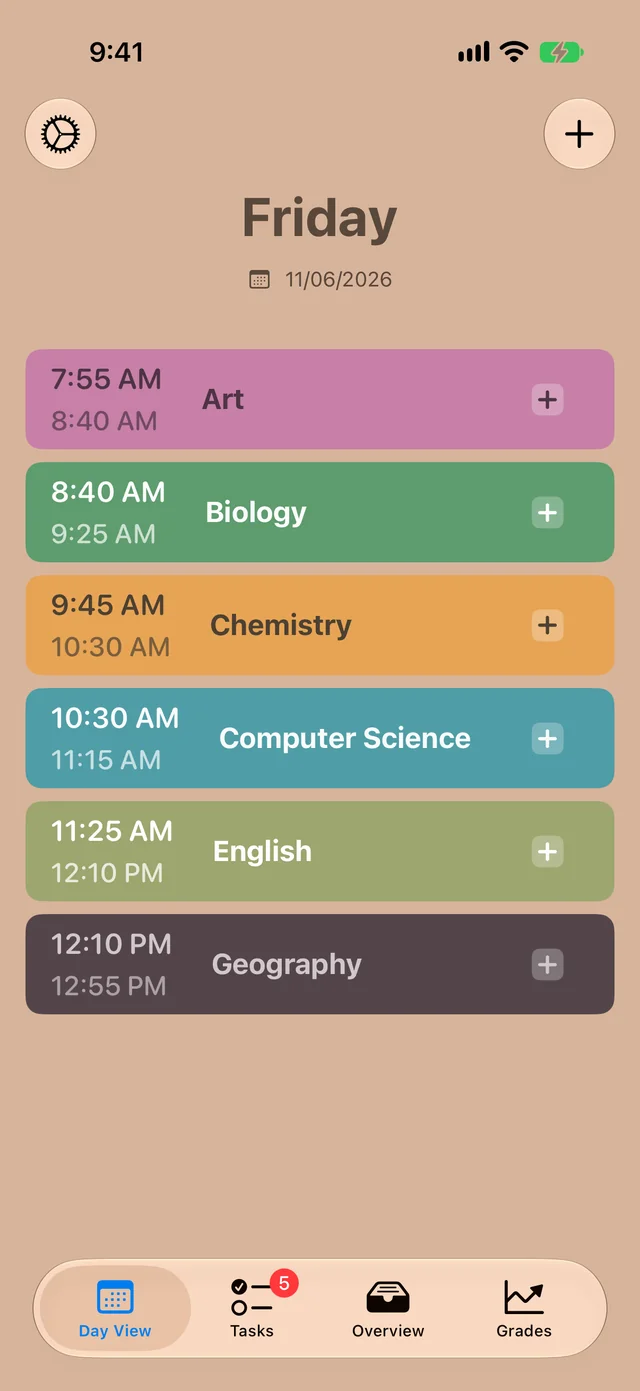 9:41
Friday
11/06/2026
7:55 AM
8:40 AM
Art
8:40 AM
9:25 AM
Biology
9:45 AM
10:30 AM
Chemistry
10:30 AM
11:15 AM
Computer Science
11:25 AM
12:10 PM
English
12:10 PM
12:55 PM
Geography
5
Day View
Tasks
Overview
Grades